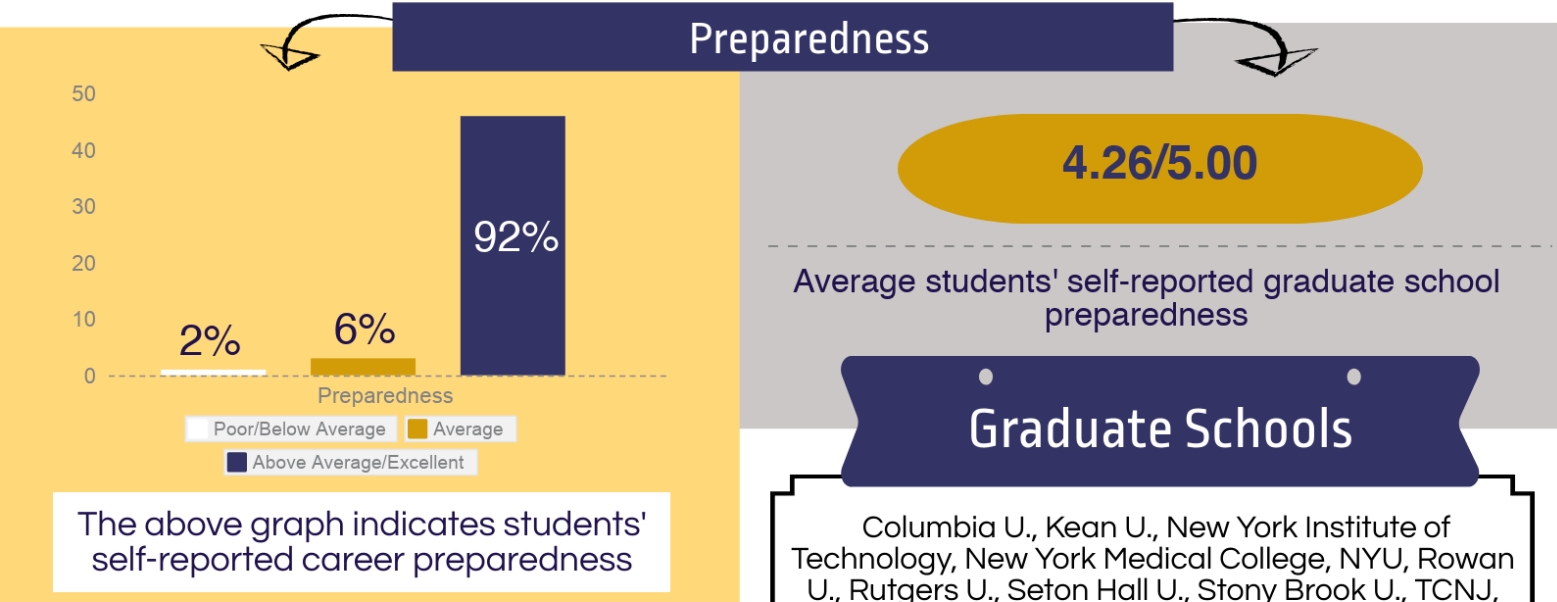 Preparedness
50
40
30
20
10
0
2%
6%
92%
Preparedness
Poor/Below Average
Average
Above Average/Excellent
The above graph indicates students'
self-reported career preparedness
4.26/5.00
Average students' self-reported graduate school
preparedness
Graduate Schools
Columbia U., Kean U., New York Institute of
Technology, New York Medical College, NYU, Rowan
U., Rutgers U., Seton Hall U., Stony Brook U., TCNJ,